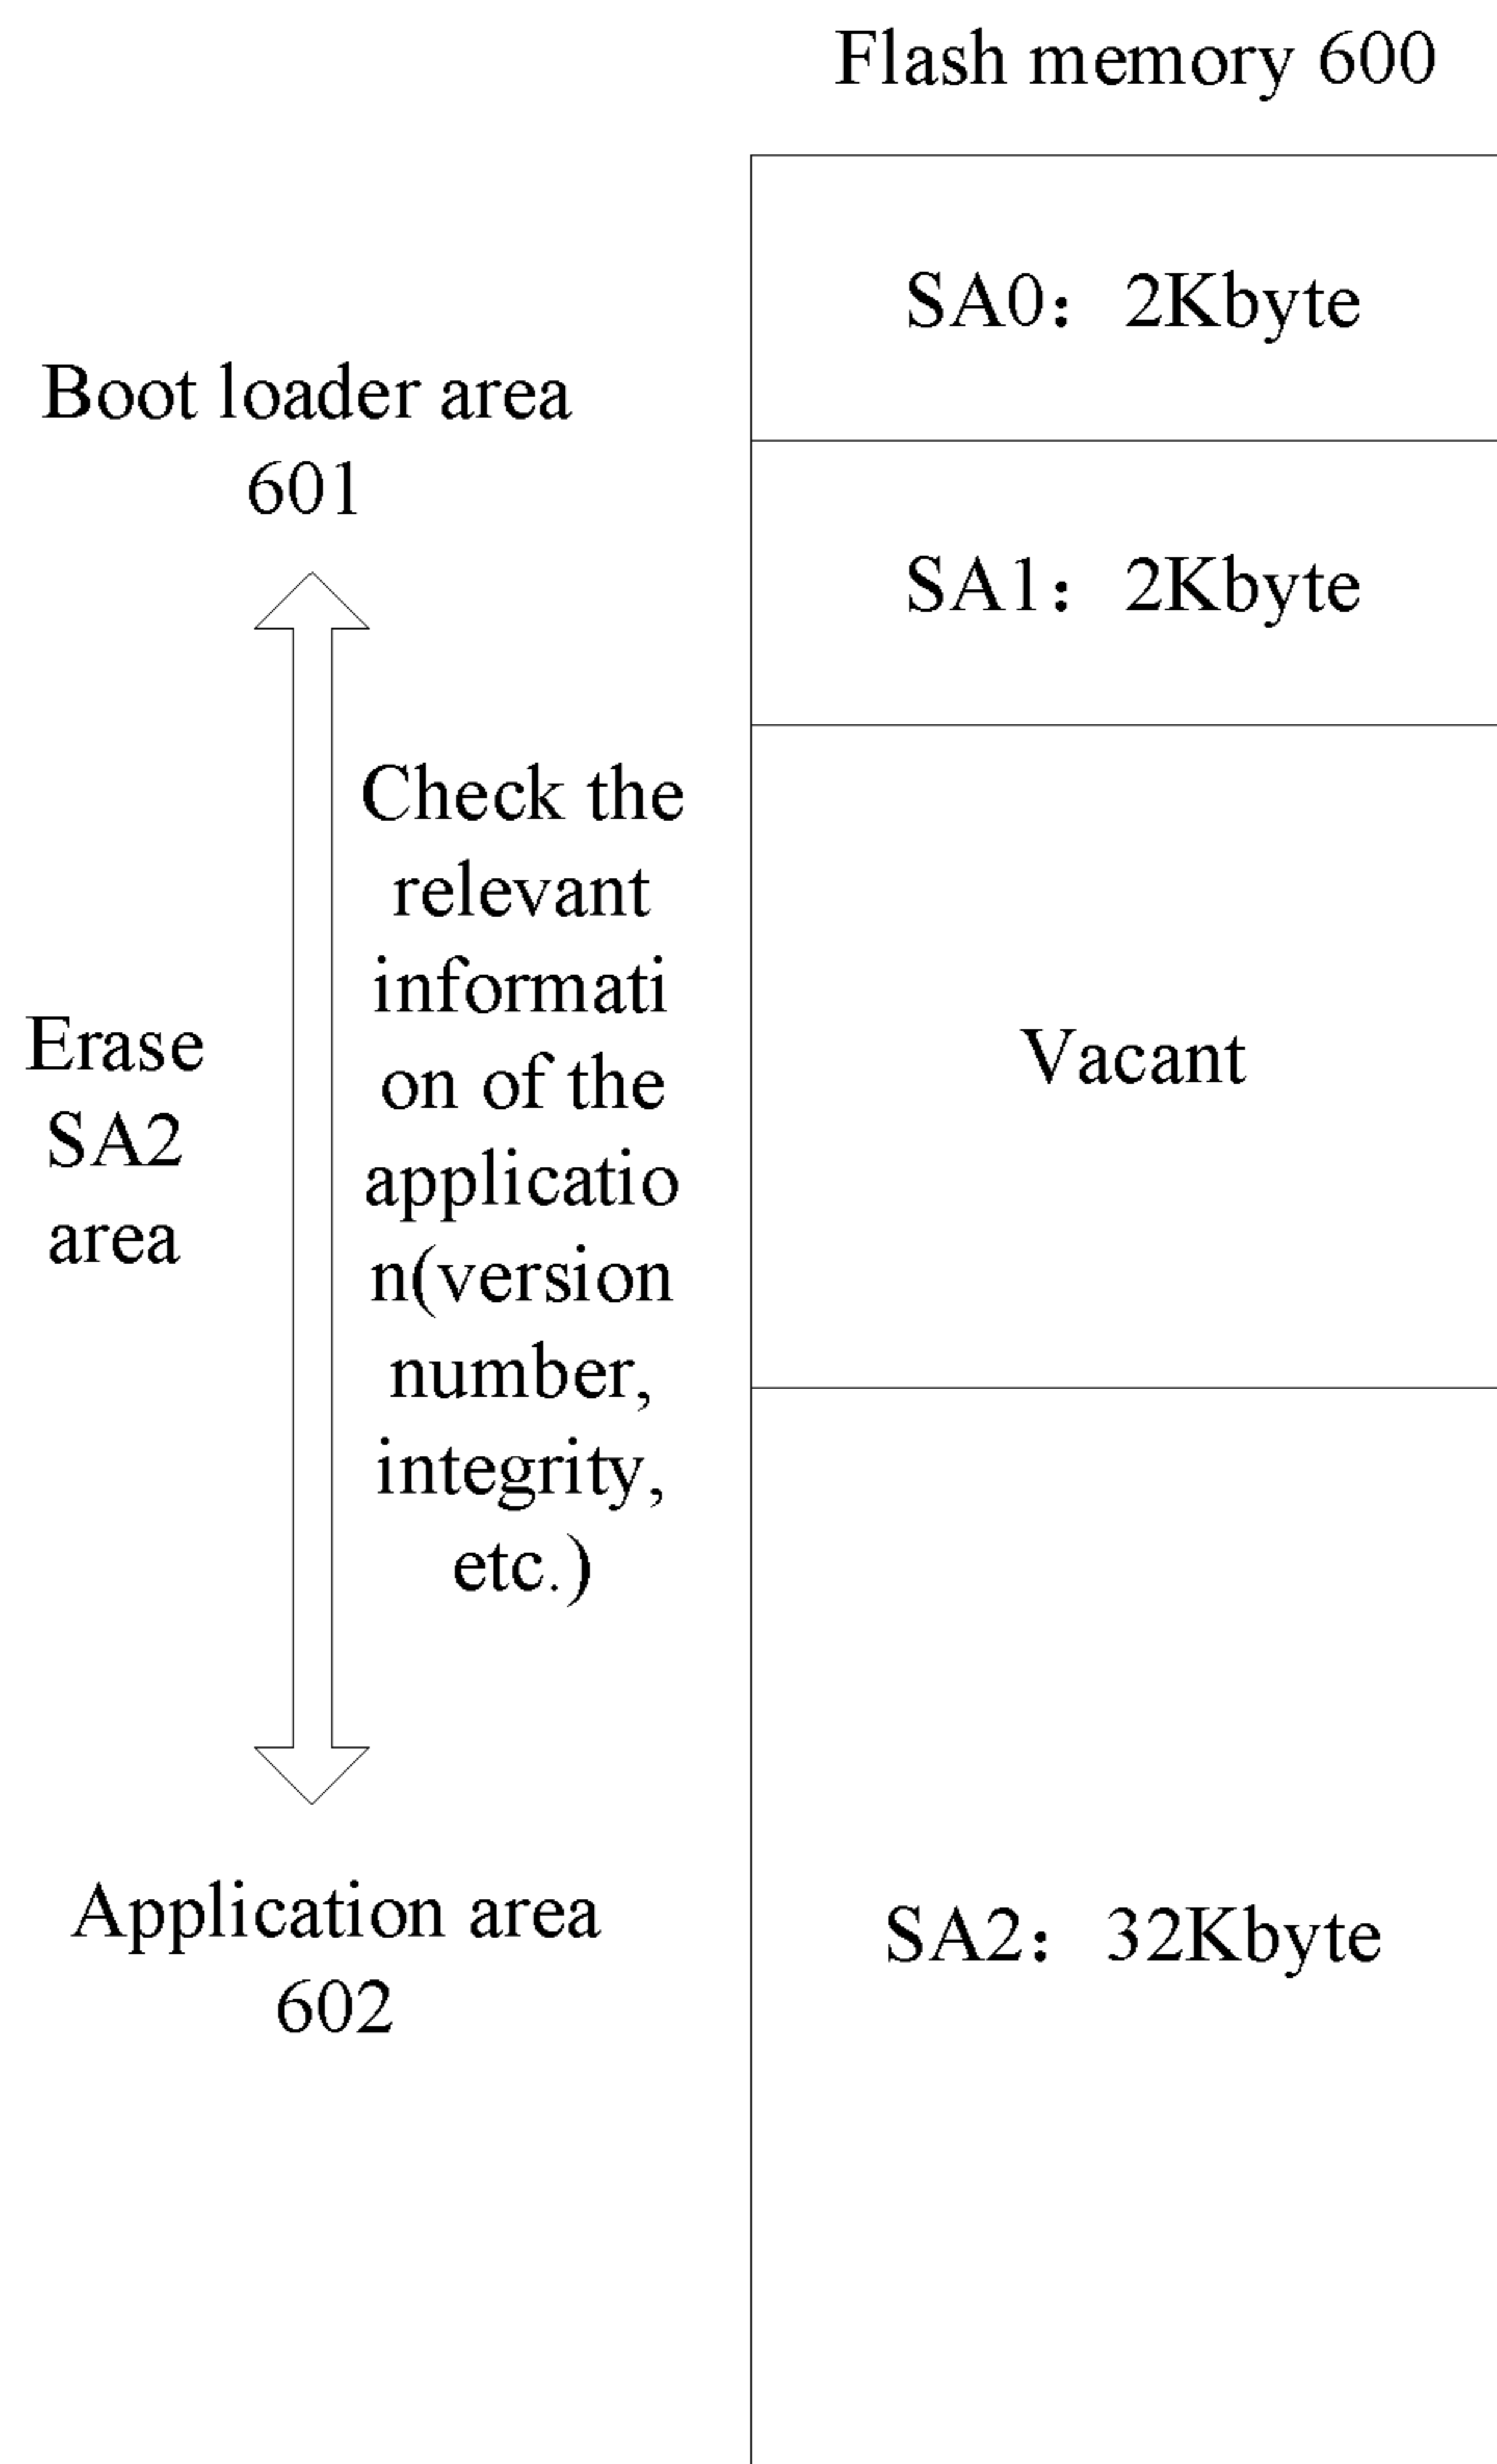 Flash memory 600
SA0：2Kbyte
Boot loader area
601
SA1：2Kbyte
Check the
relevant
informati
on of the
applicatio
n(version
number,
integrity,
etc.)
Erase
SA2
area
Vacant
Application area
602
SA2：32Kbyte